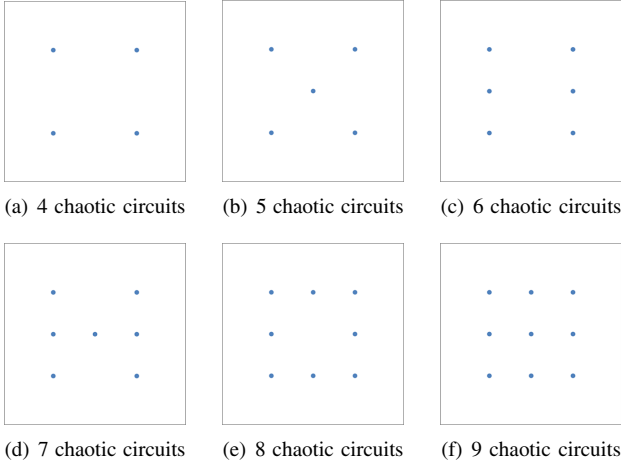 (a) 4 chaotic circuits (b) 5 chaotic circuits (c) 6 chaotic circuits
(d) 7 chaotic circuits (e) 8 chaotic circuits (f) 9 chaotic circuits